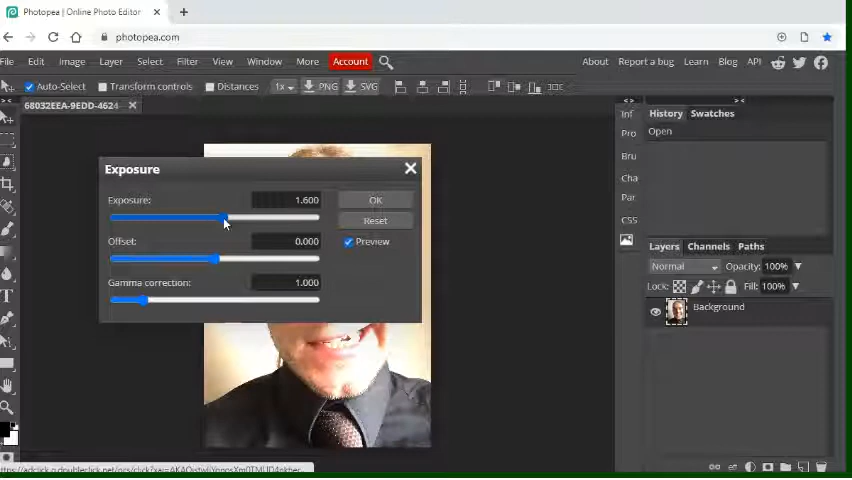 Photopea | Online Photo Editor
photopea.com
File Edit Image Layer Select Filter View Window More Account About Report a bug Learn Blog API
Auto-Select Transform controls Distances 1x PNG SVG
68032EEA-9EDD-4624
Inf
Pro
Bru
Cha
Par
CSS
History Swatches
Open
Exposure
Exposure: 1.600 OK
Reset
Offset: 0.000 Preview
Gamma correction: 1.000
Layers Channels Paths
Normal Opacity: 100%
Lock: Fill: 100%
Background